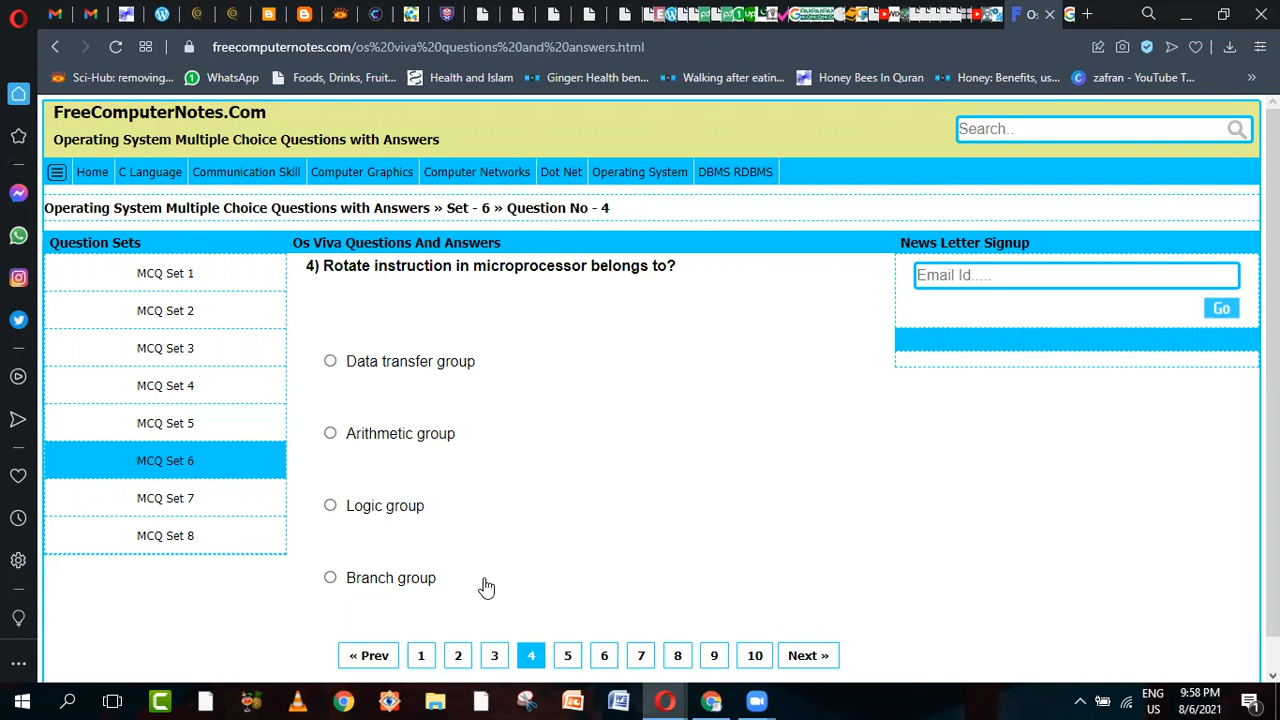 freecomputernotes.com/os%20viva%20questions%20and%20answers.html
Sci-Hub: removing...
WhatsApp
Foods, Drinks, Fruit...
Health and Islam
Ginger: Health ben...
Walking after eatin...
Honey Bees In Quran
Honey: Benefits, us...
zafran - YouTube T...
»
FreeComputerNotes.Com
Operating System Multiple Choice Questions with Answers
Search..
Home
C Language
Communication Skill
Computer Graphics
Computer Networks
Dot Net
Operating System
DBMS RDBMS
Operating System Multiple Choice Questions with Answers » Set - 6 » Question No - 4
Question Sets
MCQ Set 1
MCQ Set 2
MCQ Set 3
MCQ Set 4
MCQ Set 5
MCQ Set 6
MCQ Set 7
MCQ Set 8
Os Viva Questions And Answers
4) Rotate instruction in microprocessor belongs to?
Data transfer group
Arithmetic group
Logic group
Branch group
« Prev 1 2 3 4 5 6 7 8 9 10 Next »
News Letter Signup
Email Id.....
Go
ENG
US
9:58 PM
8/6/2021